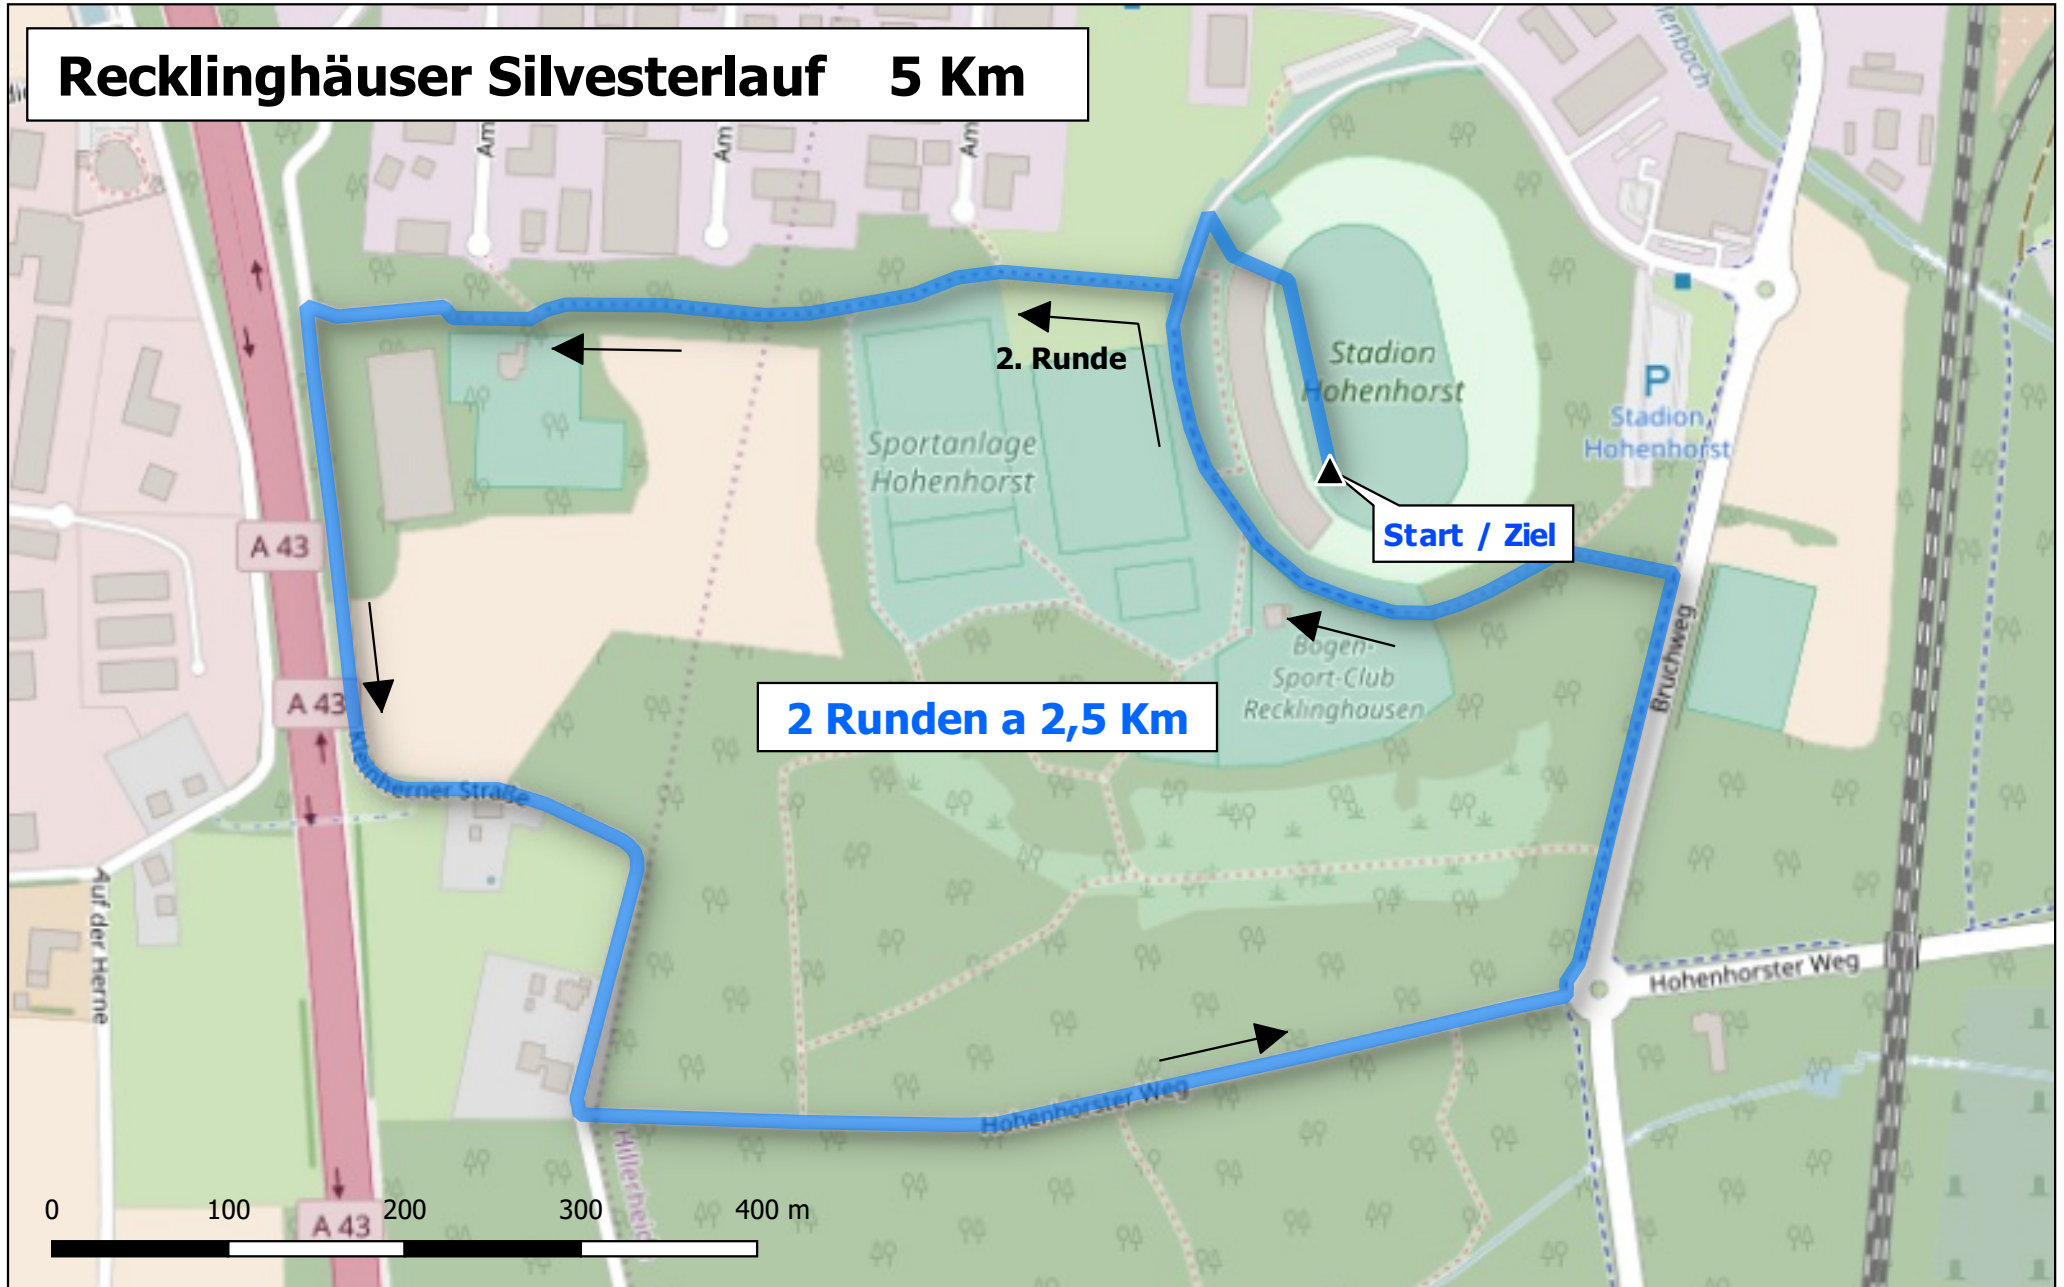 Recklinghäuser Silvesterlauf 5 Km
Am
Am
Am
2. Runde
Stadion
Hohenhorst
P
Stadion
Hohenhorst
Sportanlage
Hohenhorst
Start / Ziel
A 43
Bogen-
Sport-Club
Recklinghausen
Bruchweg
A 43
2 Runden a 2,5 Km
Kleinherner Straße
Auf der Herne
Hohenhorster Weg
Hohenhorster Weg
0 100 200 300 400 m
A 43